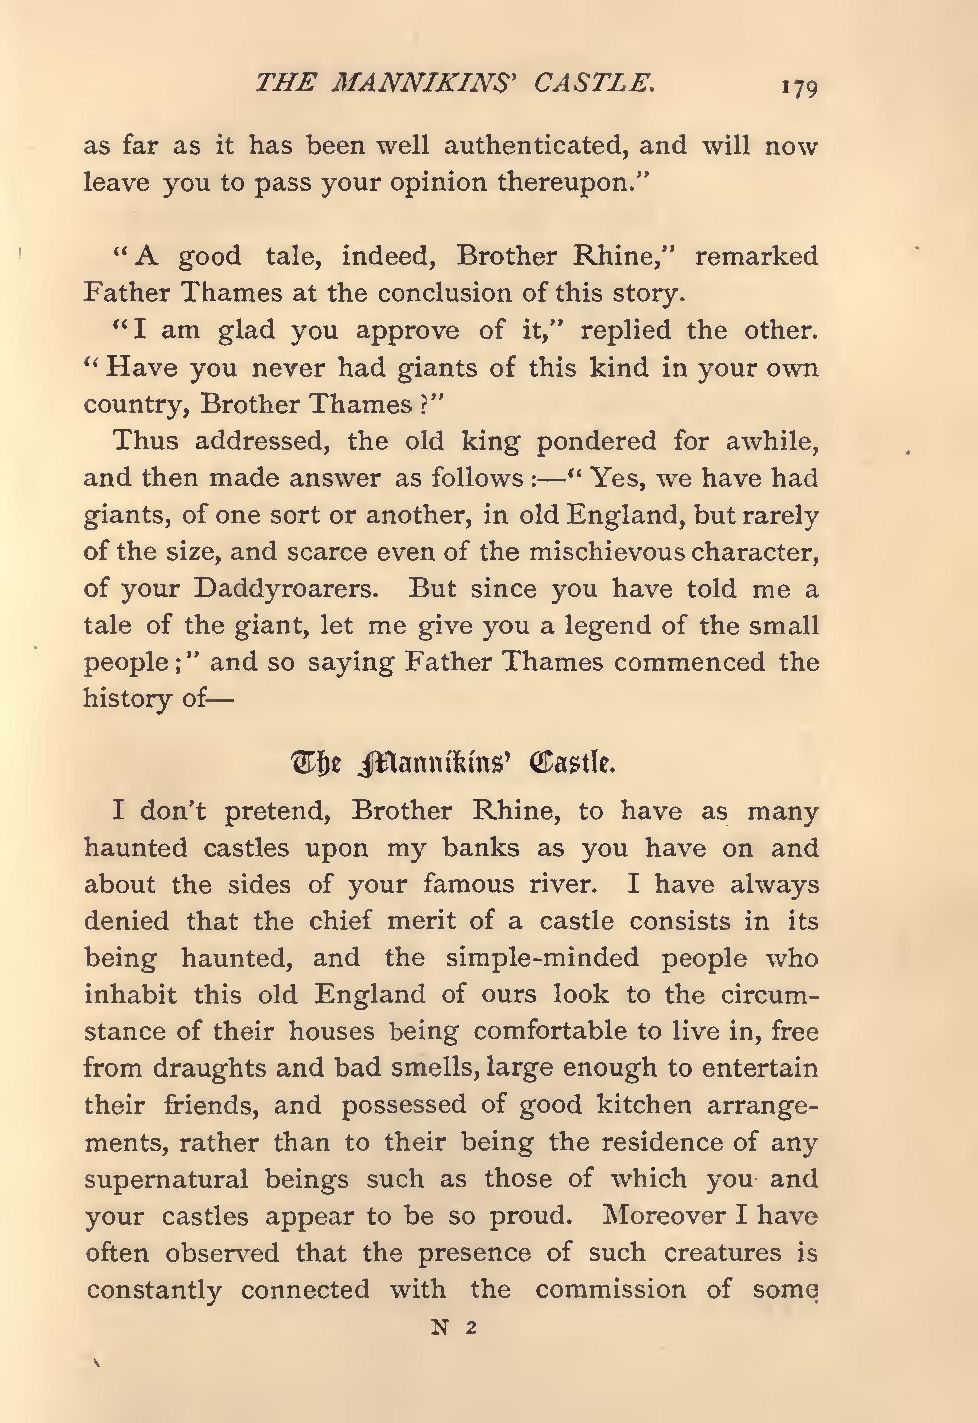 THE MANNIKINS' CASTLE. 179
as far as it has been well authenticated, and will now
leave you to pass your opinion thereupon."
"A good tale, indeed, Brother Rhine," remarked
Father Thames at the conclusion of this story.
"I am glad you approve of it," replied the other.
"Have you never had giants of this kind in your own
country, Brother Thames?"
Thus addressed, the old king pondered for awhile,
and then made answer as follows:—"Yes, we have had
giants, of one sort or another, in old England, but rarely
of the size, and scarce even of the mischievous character,
of your Daddyroarers. But since you have told me a
tale of the giant, let me give you a legend of the small
people;" and so saying Father Thames commenced the
history of—
The Mannikins' Castle.
I don't pretend, Brother Rhine, to have as many
haunted castles upon my banks as you have on and
about the sides of your famous river. I have always
denied that the chief merit of a castle consists in its
being haunted, and the simple-minded people who
inhabit this old England of ours look to the circum-
stance of their houses being comfortable to live in, free
from draughts and bad smells, large enough to entertain
their friends, and possessed of good kitchen arrange-
ments, rather than to their being the residence of any
supernatural beings such as those of which you and
your castles appear to be so proud. Moreover I have
often observed that the presence of such creatures is
constantly connected with the commission of some
N 2